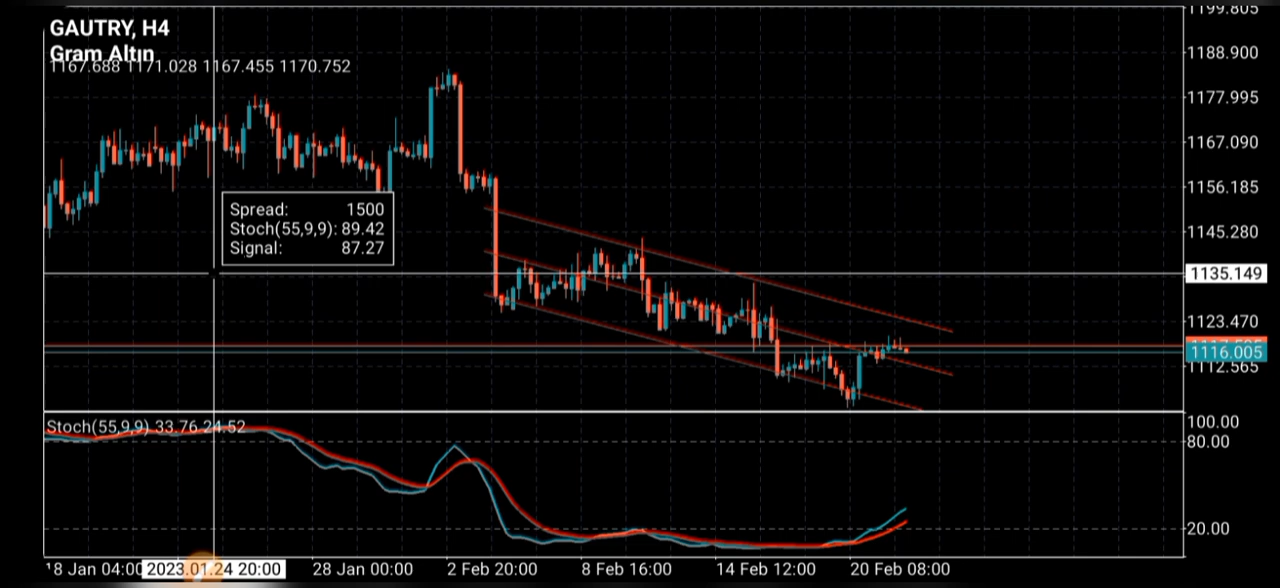 GAUTRY, H4
Gram Altın
1167.688 1171.028 1167.455 1170.752
1199.805
1188.900
1177.995
1167.090
1156.185
1145.280
1135.149
1123.470
1116.005
1112.565
Spread: 1500
Stoch(55,9,9): 89.42
Signal: 87.27
Stoch(55,9,9) 33.76 24.52
100.00
80.00
20.00
18 Jan 04:00 2023.01.24 20:00 28 Jan 00:00 2 Feb 20:00 8 Feb 16:00 14 Feb 12:00 20 Feb 08:00